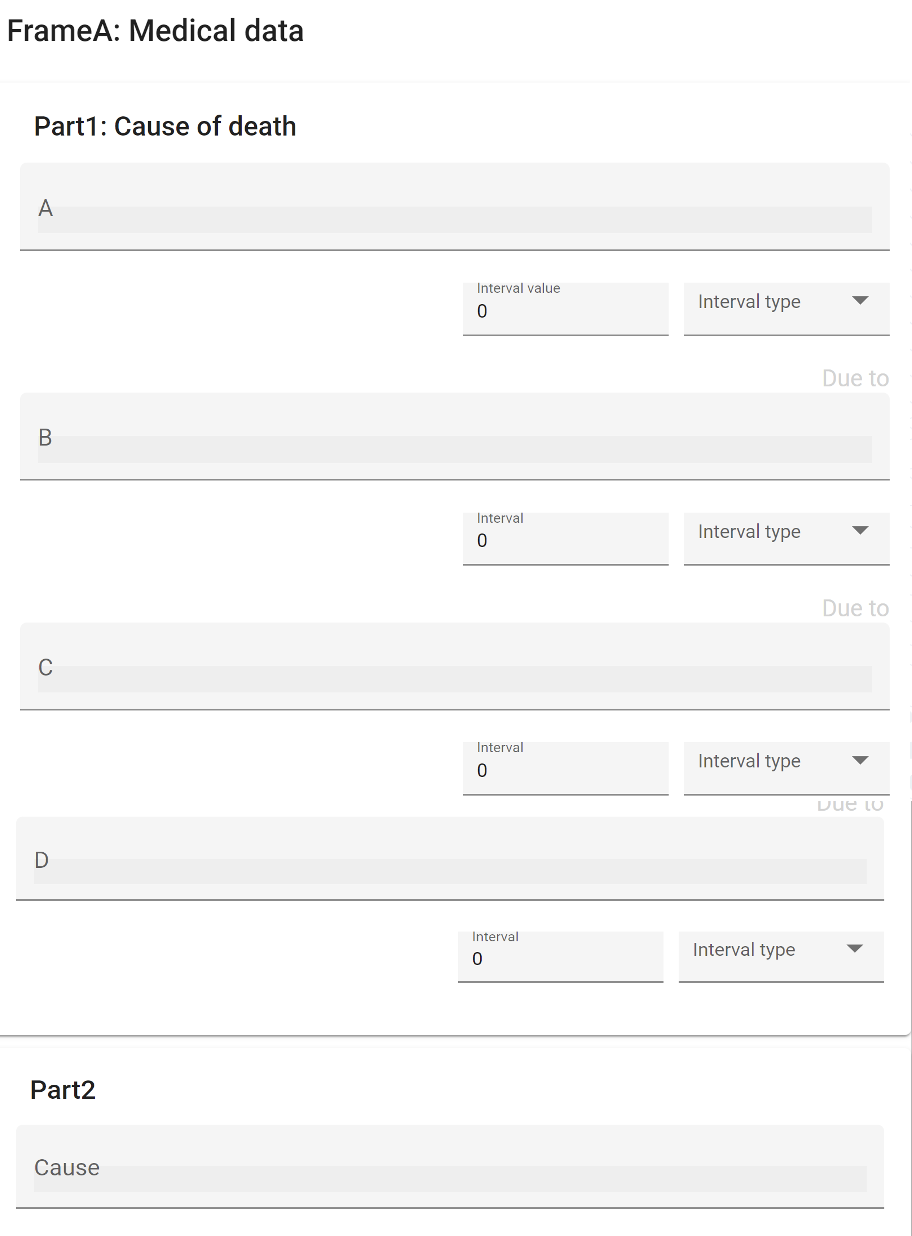 FrameA: Medical data
Part1: Cause of death
A
Interval value
0
Interval type
Due to
B
Interval
0
Interval type
Due to
C
Interval
0
Interval type
Due to
D
Interval
0
Interval type
Part2
Cause